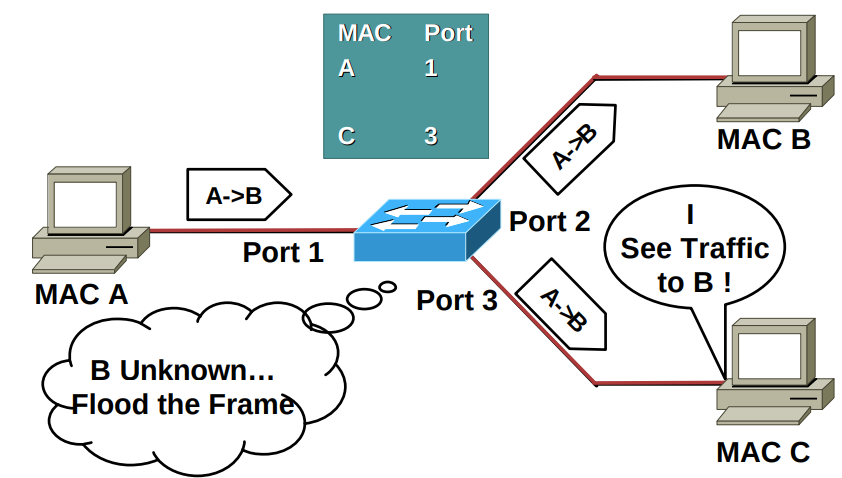 MAC Port
A 1
C 3
A->B
A->B
MAC B
Port 2
I
See Traffic
to B !
Port 1
MAC A
Port 3
A->B
B Unknown…
Flood the Frame
MAC C